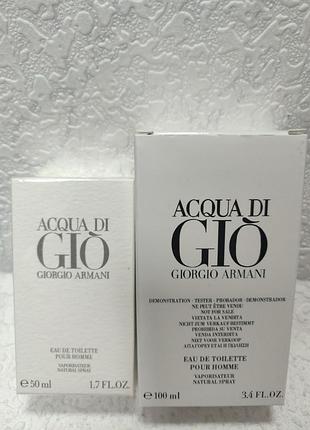 ACQUA DI
GIÒ
GIORGIO ARMANI
EAU DE TOILETTE
POUR HOMME
VAPORISATEUR
NATURAL SPRAY
e 50 ml 1.7 FL.OZ.
ACQUA DI
GIÒ
GIORGIO ARMANI
DEMONSTRATION - TESTER - PROBADOR - DEMONSTRADOR
NE PEUT ÊTRE VENDU
NOT FOR SALE
VIETATA LA VENDITA
NICHT ZUM VERKAUF BESTIMMT
PROHIBIDA SU VENTA
VENDA INTERDITA
NIET VOOR VERKOOP
ΑΠΑΓΟΡΕΥΕΤΑΙ Η ΠΩΛΗΣΗ
EAU DE TOILETTE
POUR HOMME
VAPORISATEUR
NATURAL SPRAY
e 100 ml 3.4 FL.OZ.